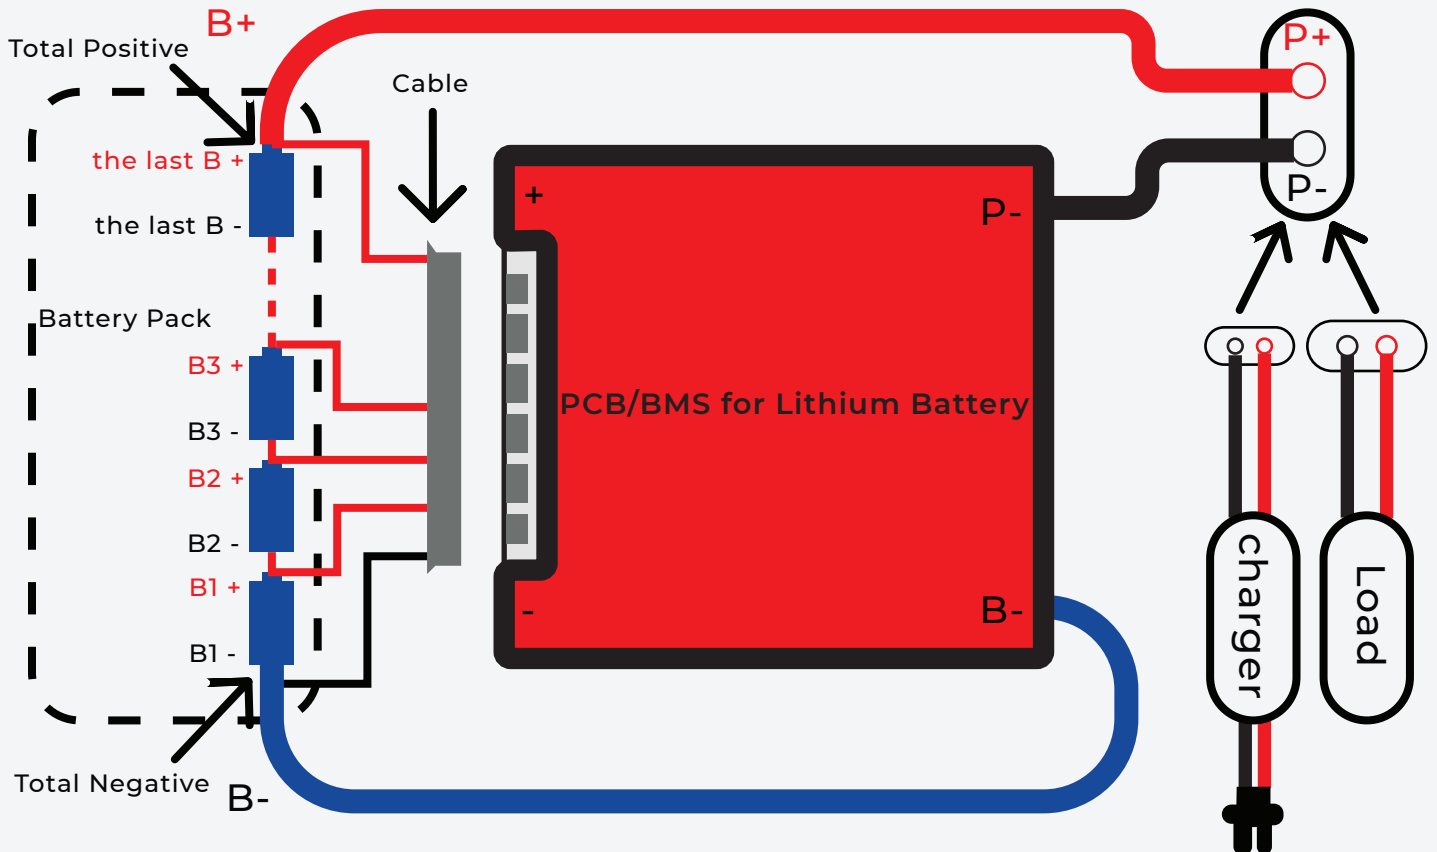 B+
Total Positive
P+
Cable
the last B +
+
P-
P-
the last B -
Battery Pack
B3 +
PCB/BMS for Lithium Battery
B3 -
B2 +
B2 -
B1 +
-
B-
B1 -
charger
Load
Total Negative
B-